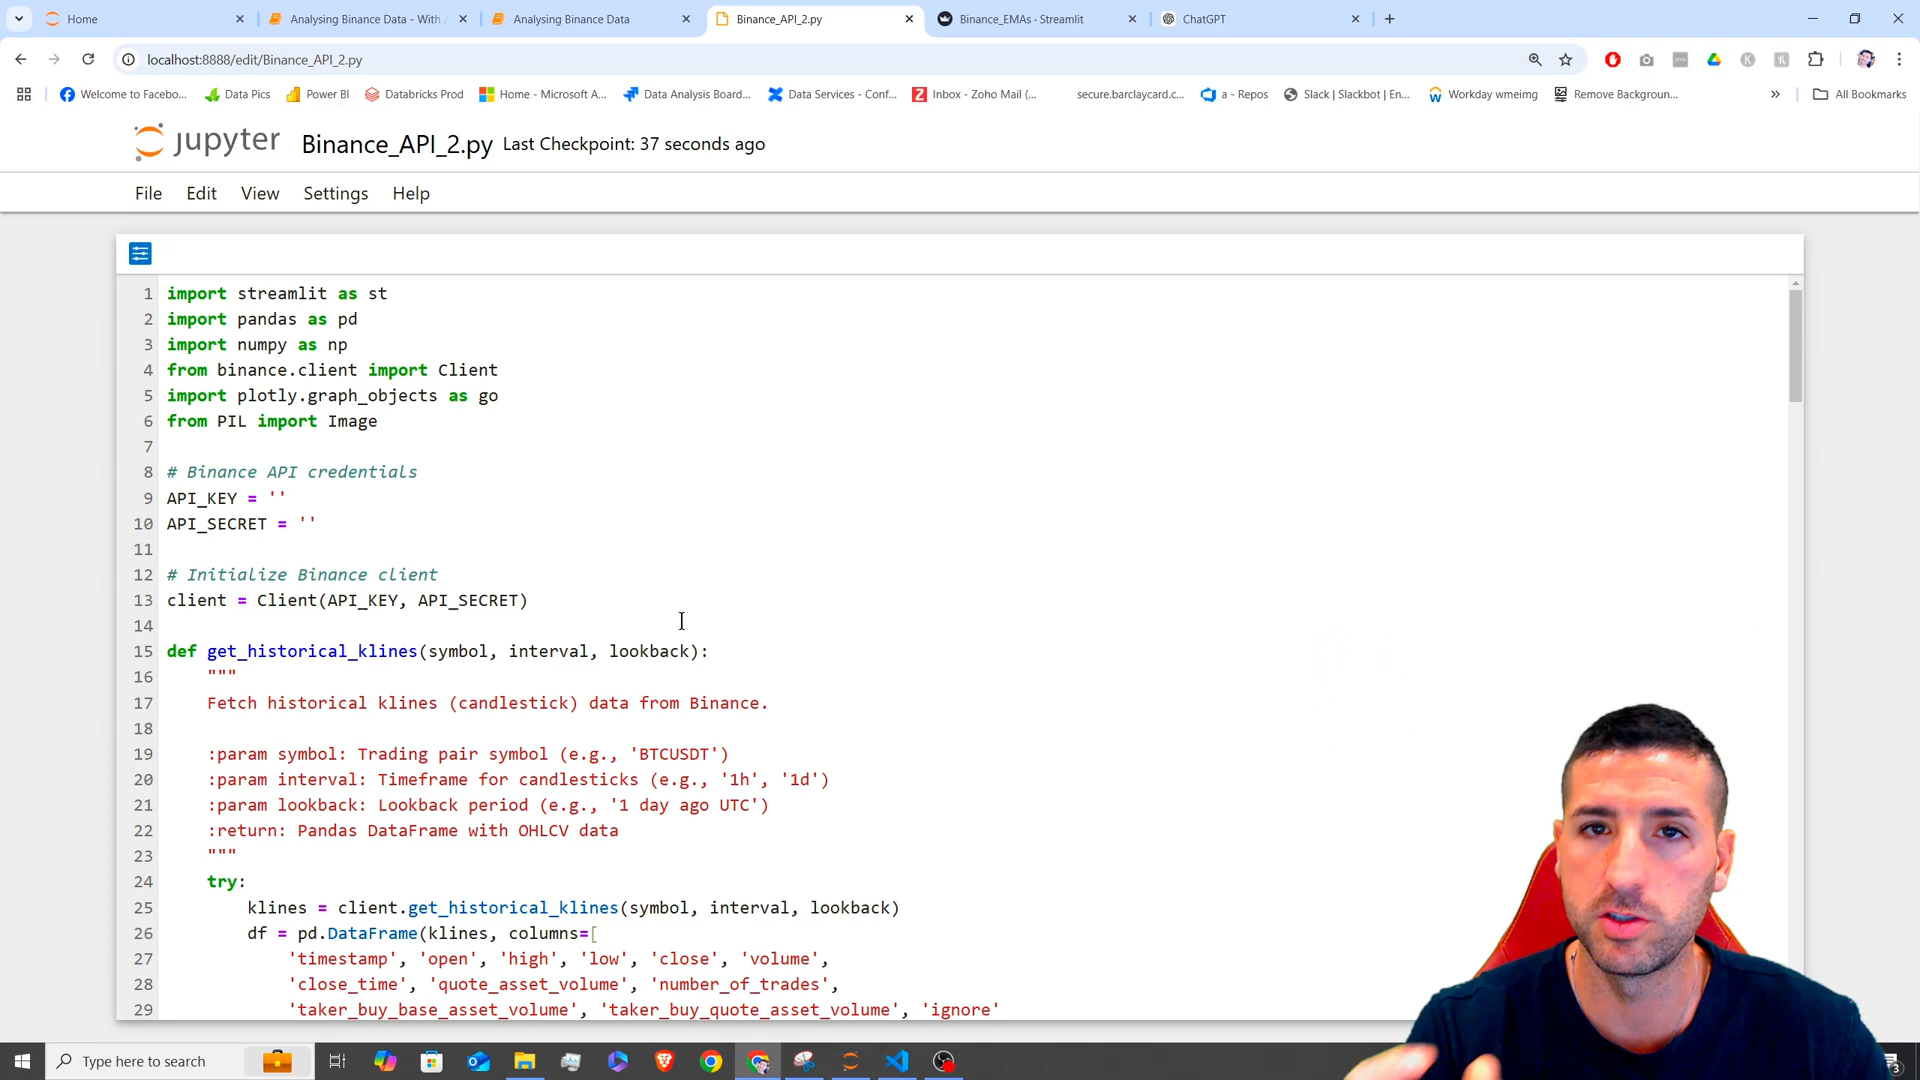 Home
Analysing Binance Data - With
Analysing Binance Data
Binance_API_2.py
Binance_EMAs · Streamlit
ChatGPT
localhost:8888/edit/Binance_API_2.py
Welcome to Facebo...
Data Pics
Power BI
Databricks Prod
Home - Microsoft A...
Data Analysis Board...
Data Services - Conf...
Inbox - Zoho Mail (...
secure.barclaycard.c...
a - Repos
Slack | Slackbot | En...
Workday wmeimg
Remove Backgroun...
All Bookmarks
jupyter Binance_API_2.py Last Checkpoint: 37 seconds ago
File Edit View Settings Help
1 import streamlit as st
2 import pandas as pd
3 import numpy as np
4 from binance.client import Client
5 import plotly.graph_objects as go
6 from PIL import Image
7
8 # Binance API credentials
9 API_KEY = ''
10 API_SECRET = ''
11
12 # Initialize Binance client
13 client = Client(API_KEY, API_SECRET)
14
15 def get_historical_klines(symbol, interval, lookback):
16 """
17 Fetch historical klines (candlestick) data from Binance.
18
19 :param symbol: Trading pair symbol (e.g., 'BTCUSDT')
20 :param interval: Timeframe for candlesticks (e.g., '1h', '1d')
21 :param lookback: Lookback period (e.g., '1 day ago UTC')
22 :return: Pandas DataFrame with OHLCV data
23 """
24 try:
25 klines = client.get_historical_klines(symbol, interval, lookback)
26 df = pd.DataFrame(klines, columns=[
27 'timestamp', 'open', 'high', 'low', 'close', 'volume',
28 'close_time', 'quote_asset_volume', 'number_of_trades',
29 'taker_buy_base_asset_volume', 'taker_buy_quote_asset_volume', 'ignore'
Type here to search
3